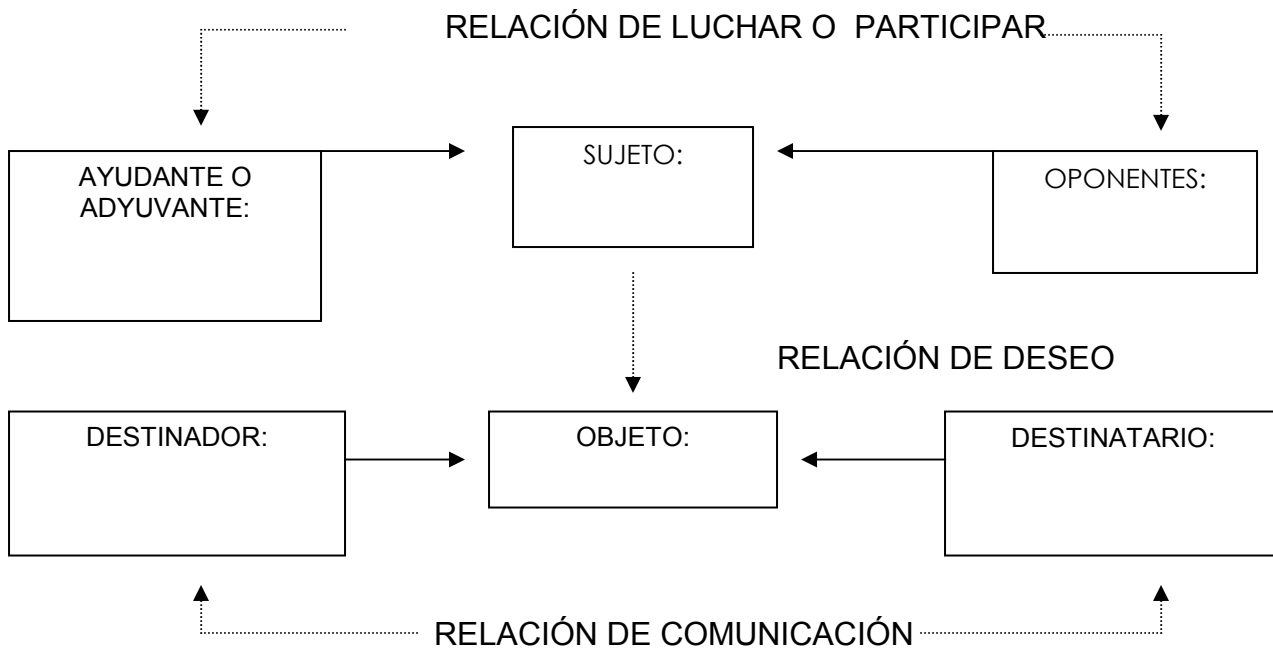 RELACIÓN DE LUCHAR O PARTICIPAR
AYUDANTE O
ADYUVANTE:
SUJETO:
OPONENTES:
RELACIÓN DE DESEO
DESTINADOR:
OBJETO:
DESTINATARIO:
RELACIÓN DE COMUNICACIÓN